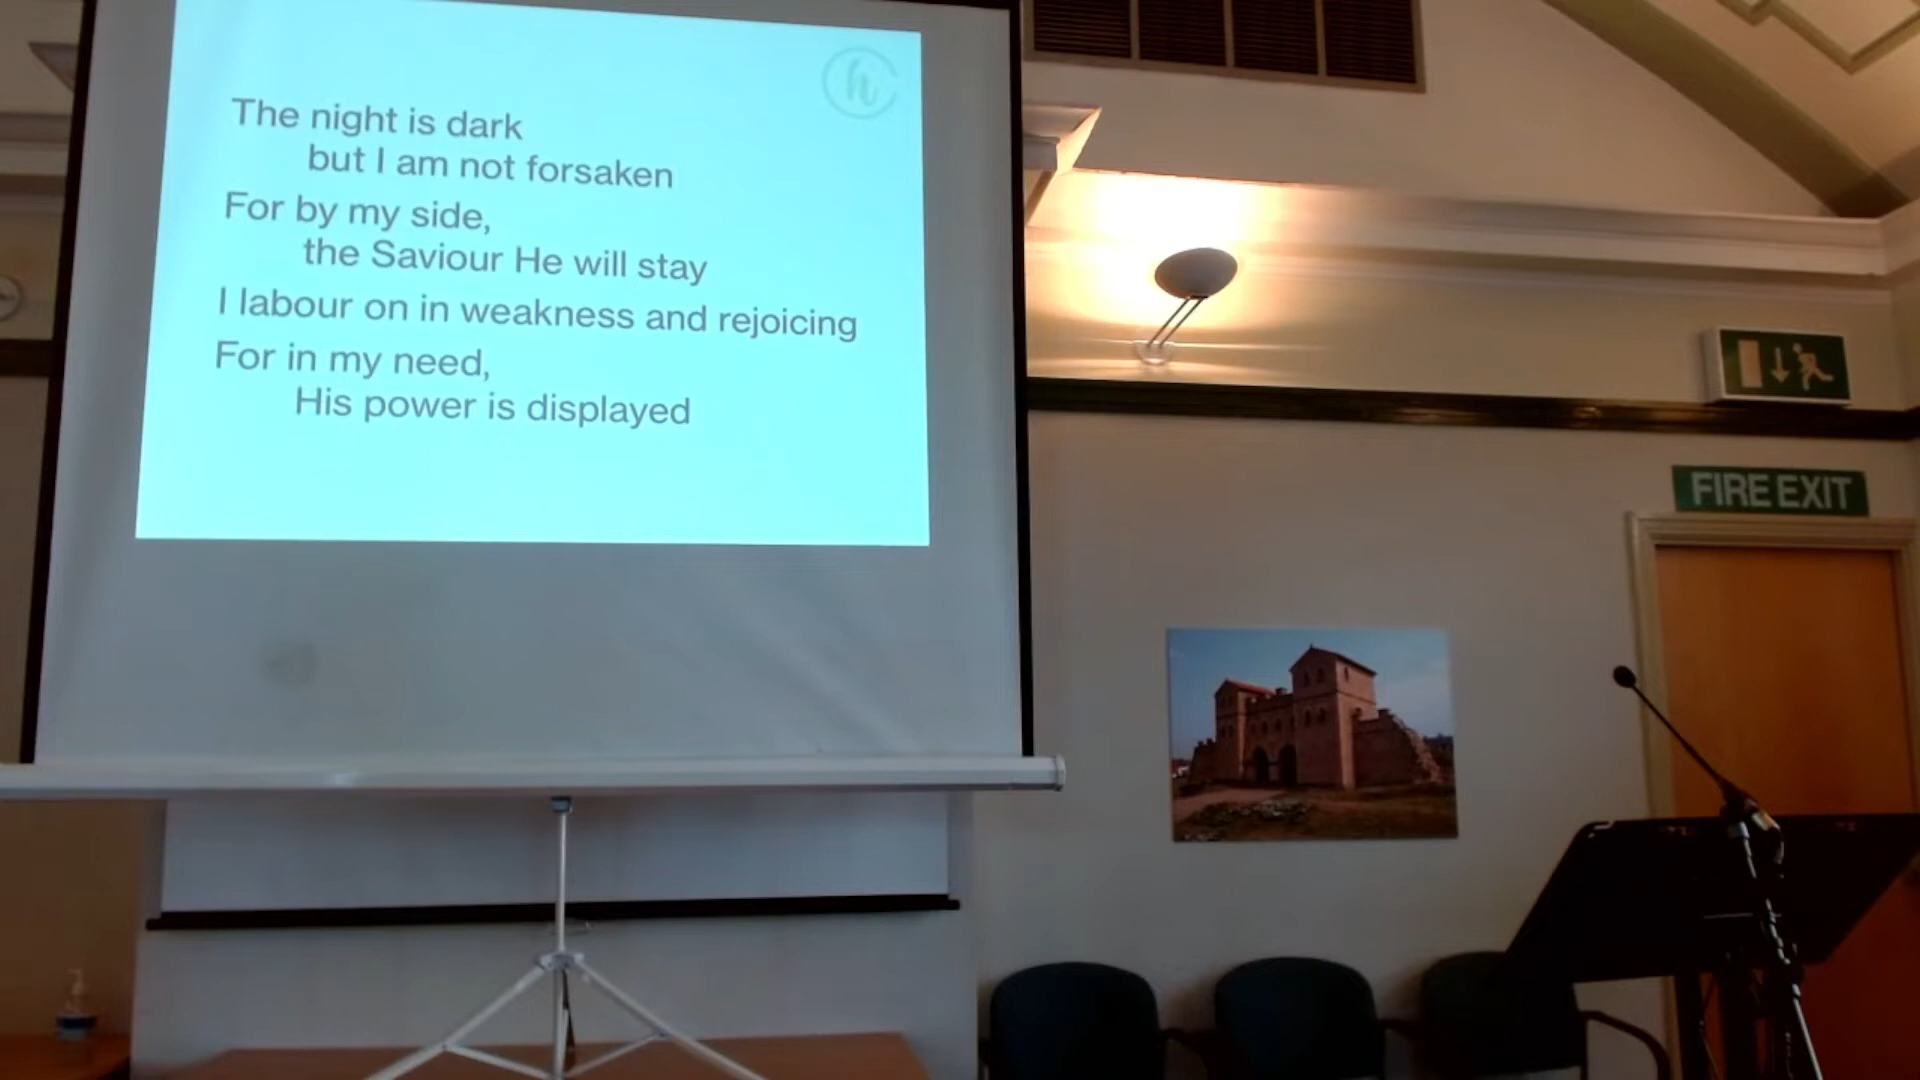 h
The night is dark
but I am not forsaken
For by my side,
the Saviour He will stay
I labour on in weakness and rejoicing
For in my need,
His power is displayed
FIRE EXIT